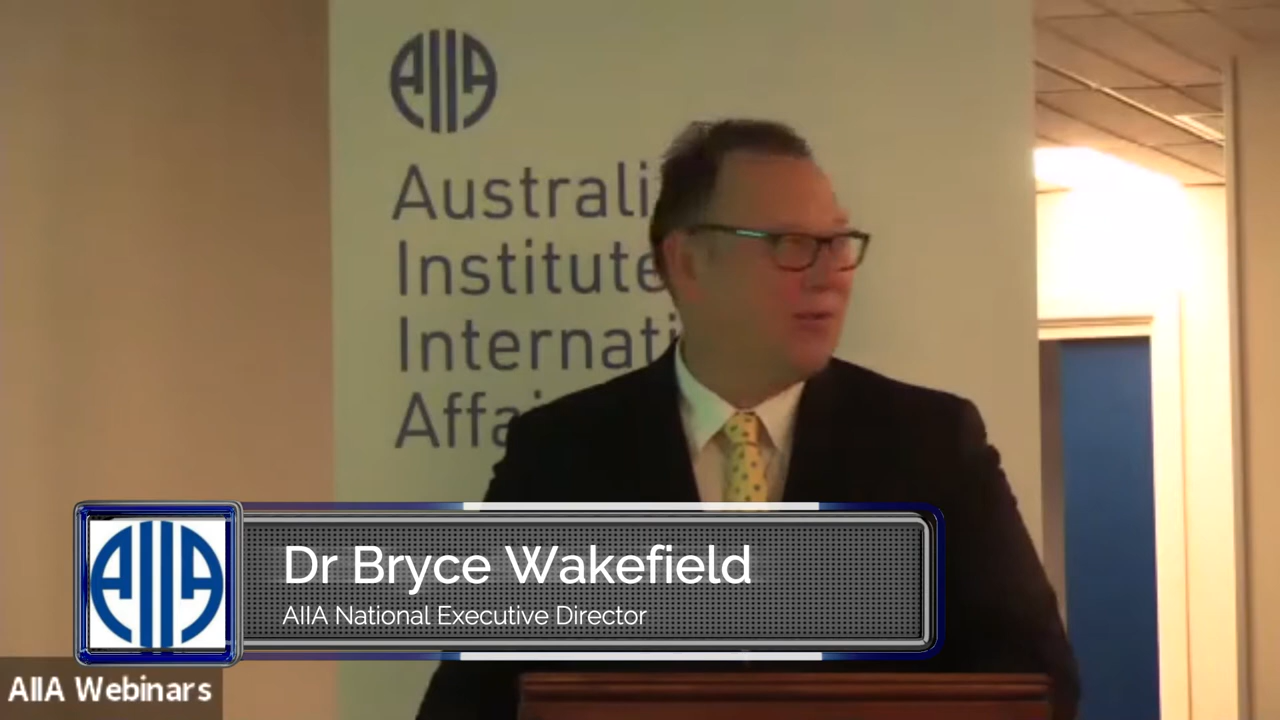 AIIA
Australi
Institute
Internati
Affai
AIIA
Dr Bryce Wakefield
AIIA National Executive Director
AIIA Webinars